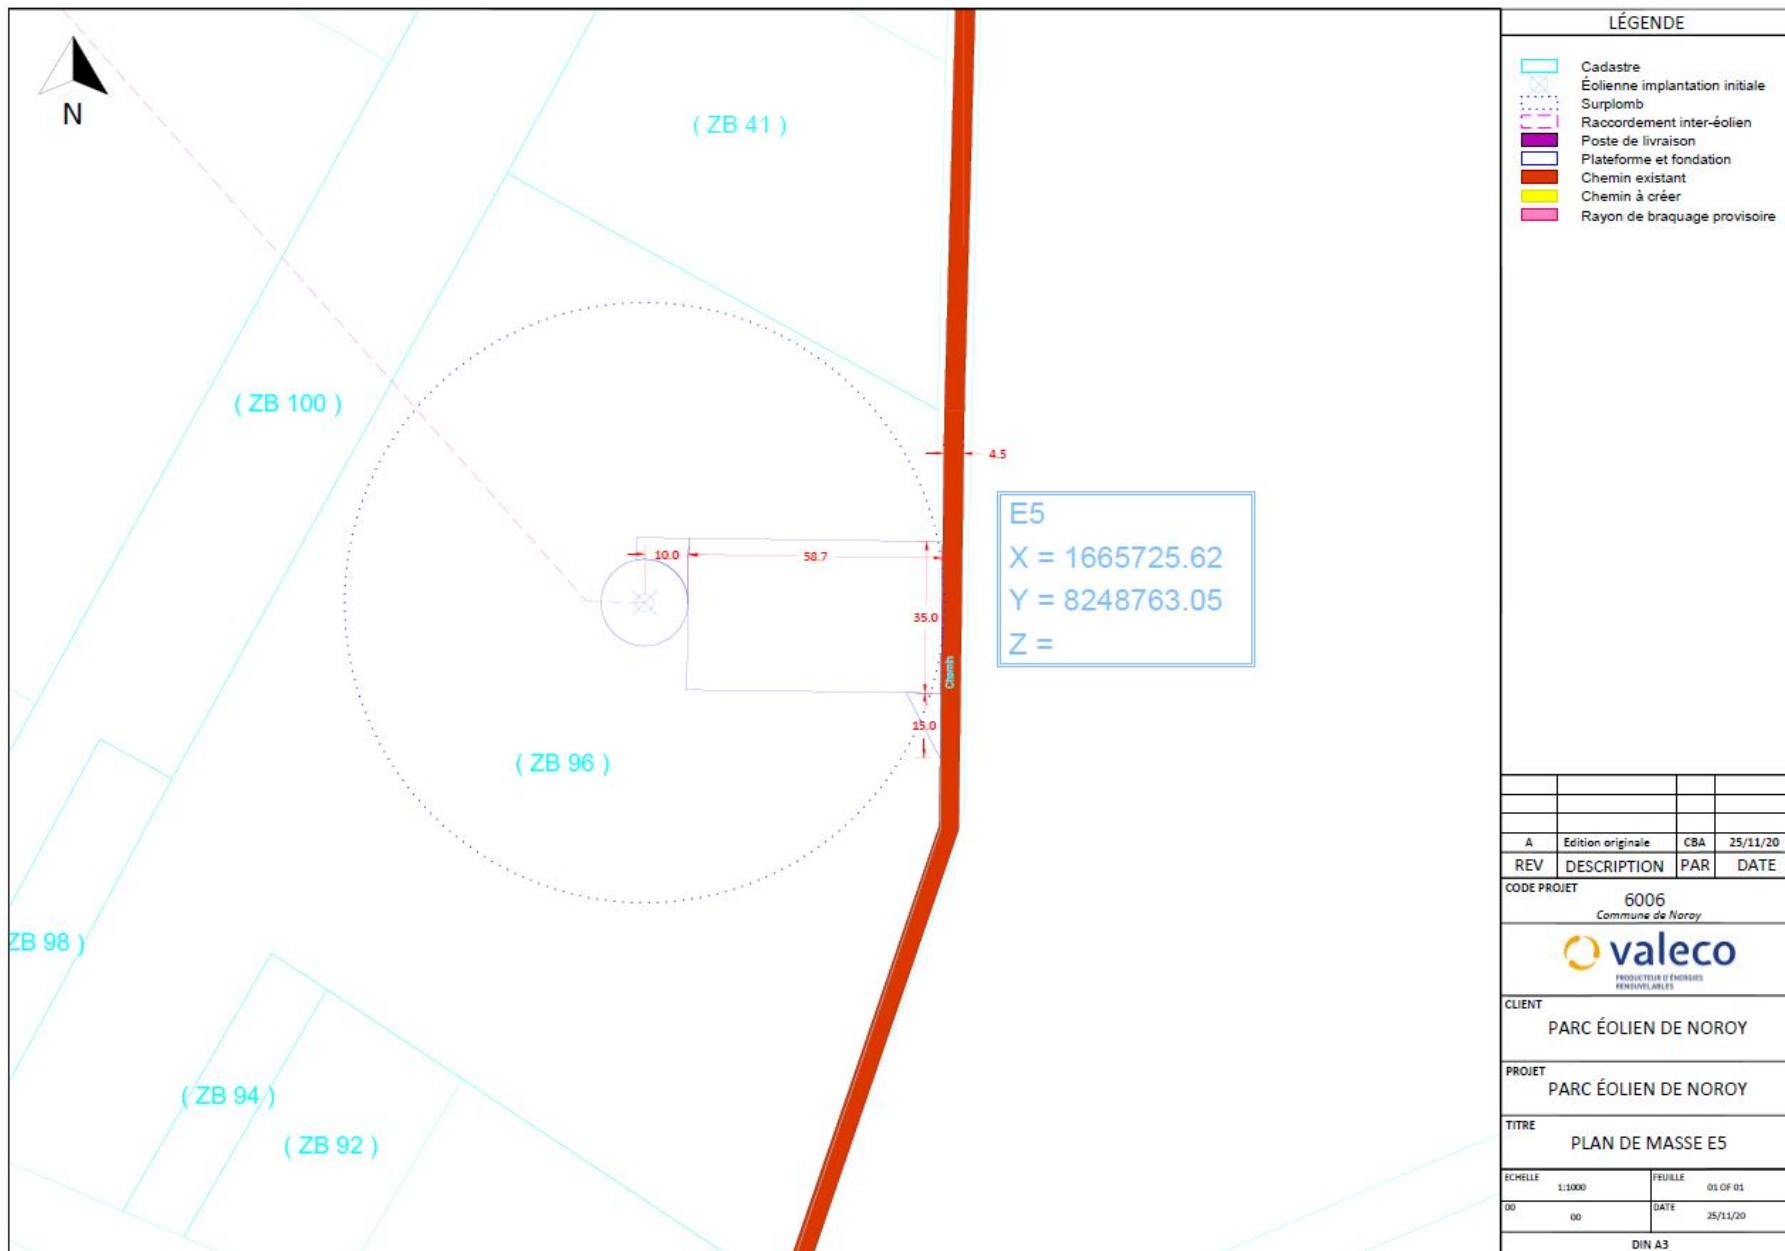 N
( ZB 41 )
( ZB 100 )
4.5
E5
X = 1665725.62
Y = 8248763.05
Z =
10.0
58.7
35.0
Chemin
15.0
( ZB 96 )
ZB 98 )
( ZB 94 )
( ZB 92 )
LÉGENDE
Cadastre
Éolienne implantation initiale
Surplomb
Raccordement inter-éolien
Poste de livraison
Plateforme et fondation
Chemin existant
Chemin à créer
Rayon de braquage provisoire
A Edition originale CBA 25/11/20
REV DESCRIPTION PAR DATE
CODE PROJET
6006
Commune de Noroy
valeco
PRODUCTEUR D'ÉNERGIES
RENOUVELABLES
CLIENT
PARC ÉOLIEN DE NOROY
PROJET
PARC ÉOLIEN DE NOROY
TITRE
PLAN DE MASSE E5
ECHELLE
1:1000
FEUILLE
01 OF 01
00
00
DATE
25/11/20
DIN A3